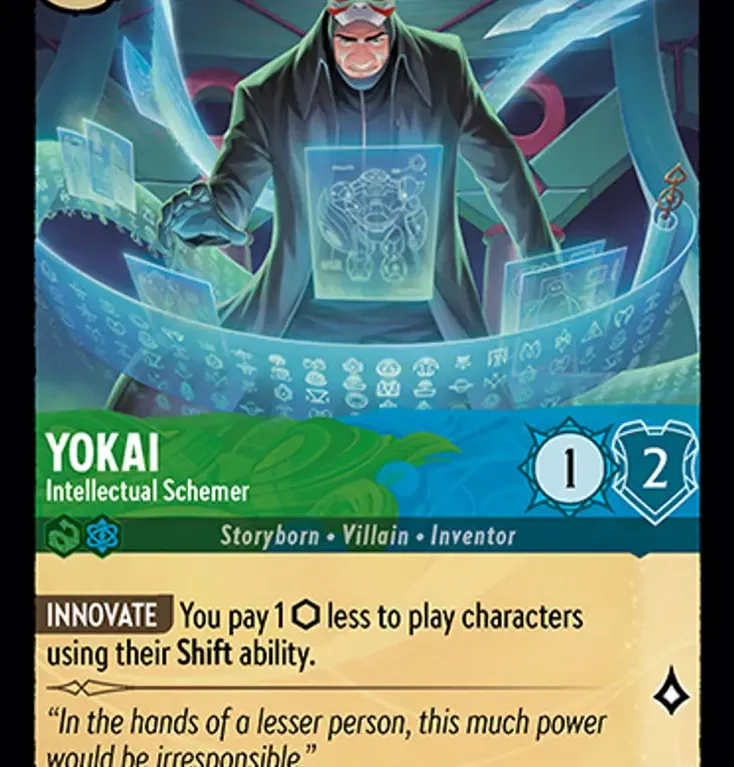 YOKAI
Intellectual Schemer
1
2
Storyborn • Villain • Inventor
INNOVATE You pay 1 ⬡ less to play characters
using their Shift ability.
“In the hands of a lesser person, this much power
would be irresponsible”